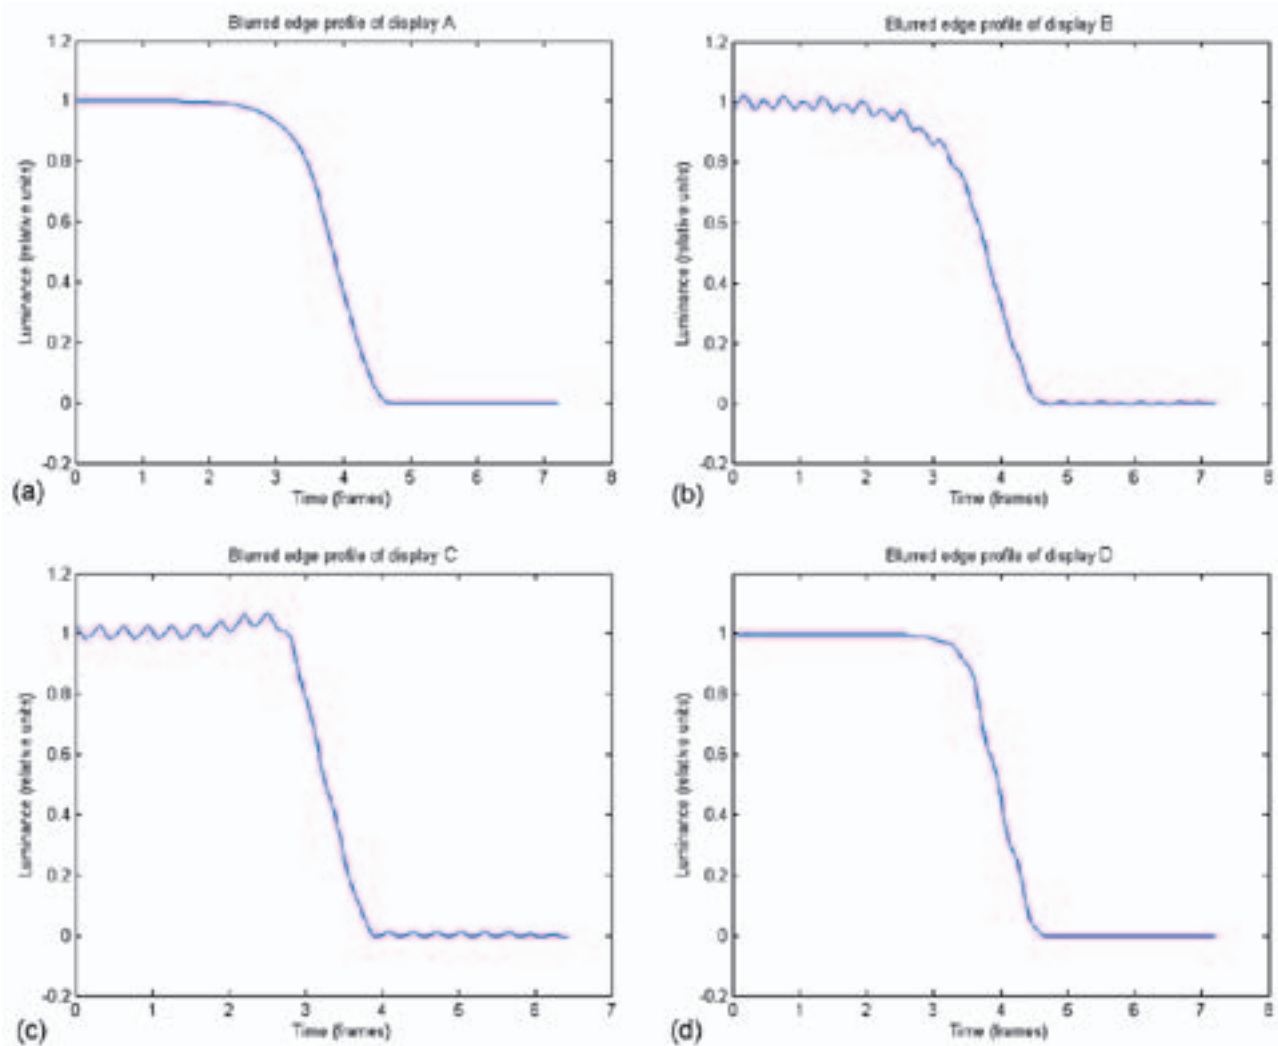 Blurred edge profile of display A
1.2
1
0.8
0.6
0.4
0.2
0
-0.2
Luminance (relative units)
0 1 2 3 4 5 6 7 8
Time (frames)
(a)
Blurred edge profile of display B
1.2
1
0.8
0.6
0.4
0.2
0
-0.2
Luminance (relative units)
0 1 2 3 4 5 6 7 8
Time (frames)
(b)
Blurred edge profile of display C
1.2
1
0.8
0.6
0.4
0.2
0
-0.2
Luminance (relative units)
0 1 2 3 4 5 6 7
Time (frames)
(c)
Blurred edge profile of display D
1.2
1
0.8
0.6
0.4
0.2
0
-0.2
Luminance (relative units)
0 1 2 3 4 5 6 7 8
Time (frames)
(d)